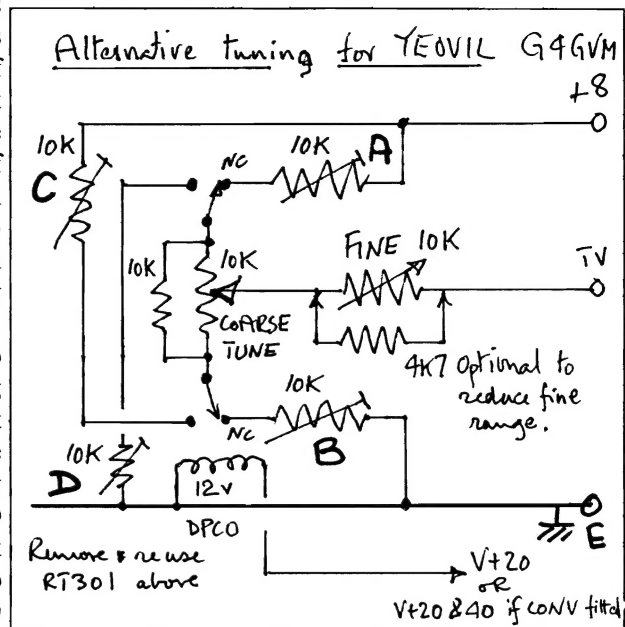 Alternative tuning for YEOVIL G4GVM
+8
10K
C
NC
10K
A
10K
10K
FINE 10K
TV
COARSE
TUNE
4K7 Optional to
reduce fine
range.
10K
NC
B
10K
D
12V
DPCO
E
Remove & reuse
RT301 above
V+20
OR
V+20 & 40 if CONV fitted